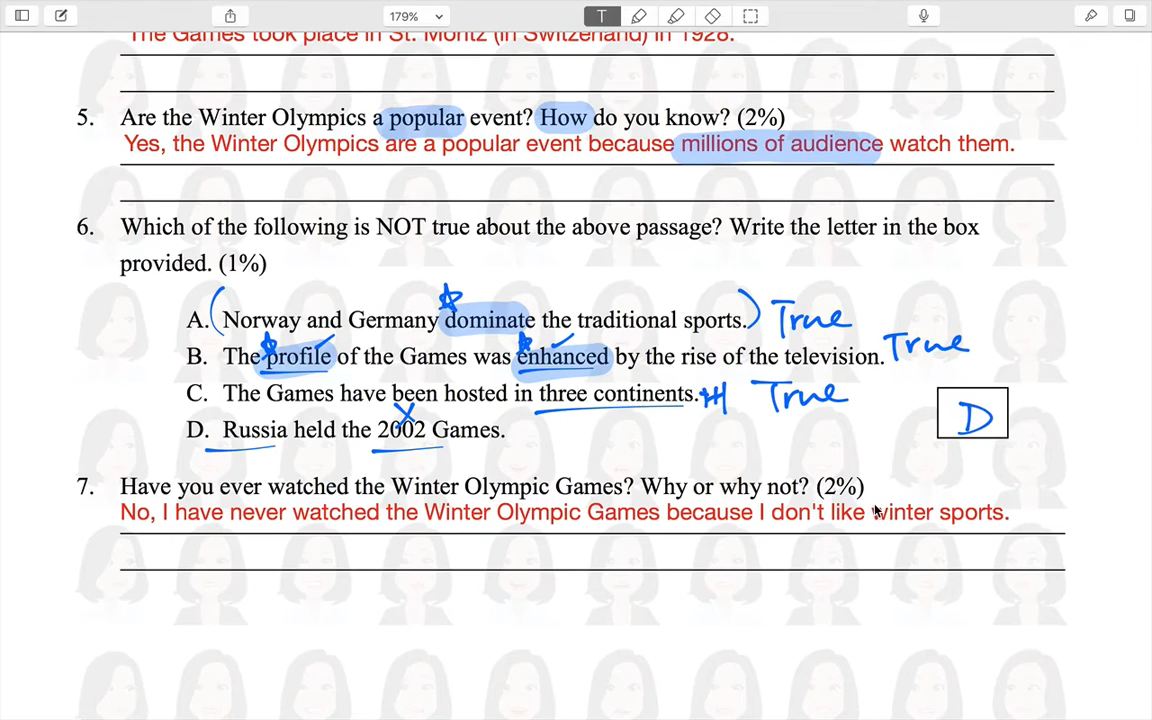 179%
T
The Games took place in St. Moritz (in Switzerland) in 1928.
5. Are the Winter Olympics a popular event? How do you know? (2%)
Yes, the Winter Olympics are a popular event because millions of audience watch them.
6. Which of the following is NOT true about the above passage? Write the letter in the box
provided. (1%)
A. Norway and Germany dominate the traditional sports. True
B. The profile of the Games was enhanced by the rise of the television. True
C. The Games have been hosted in three continents. True
D. Russia held the 2002 Games.
D
7. Have you ever watched the Winter Olympic Games? Why or why not? (2%)
No, I have never watched the Winter Olympic Games because I don't like winter sports.